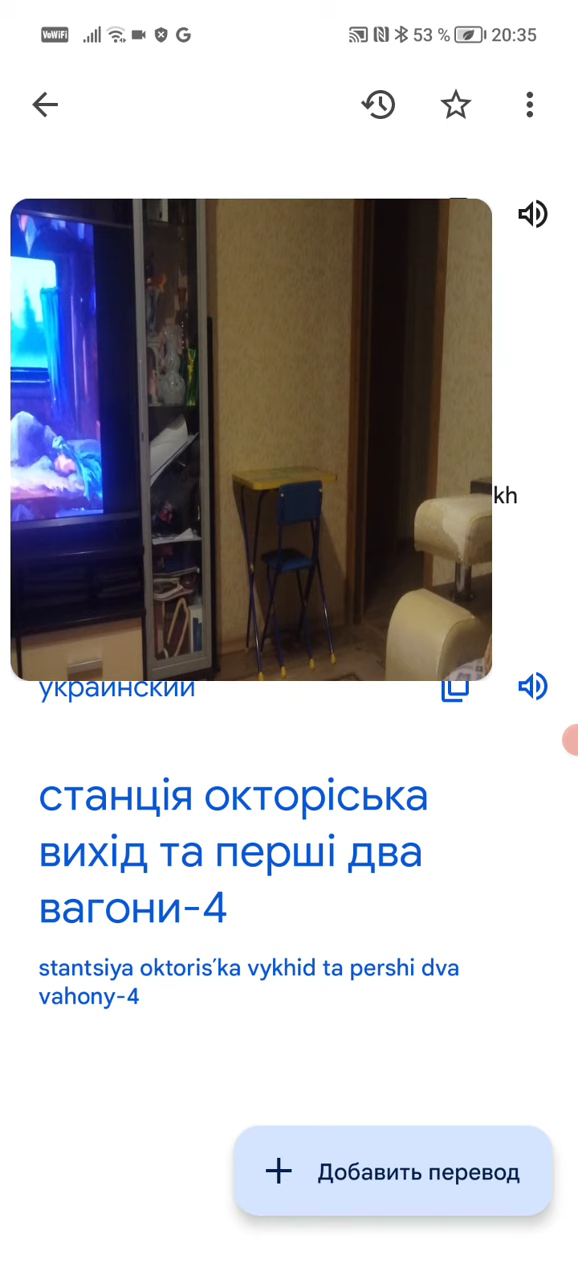 VoWiFi
53 %
20:35
kh
украинский
станція окторіська
вихід та перші два
вагони-4
stantsiya oktorisʹka vykhid ta pershi dva
vahony-4
Добавить перевод